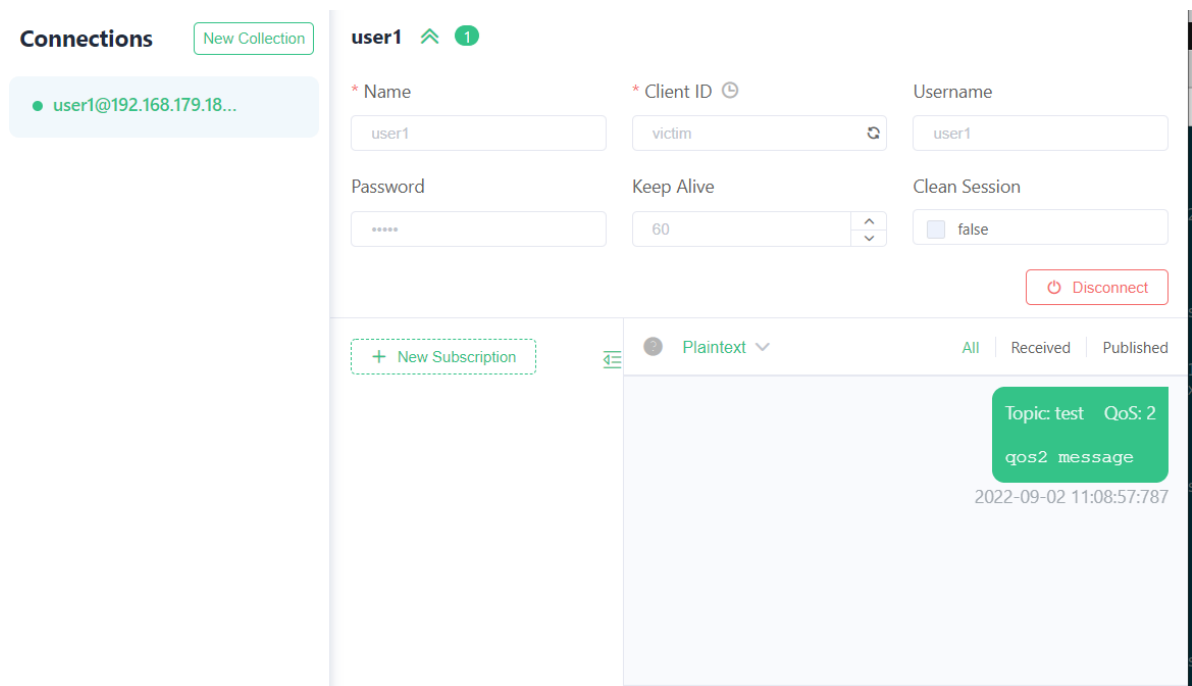 Connections
New Collection
user1@192.168.179.18...
user1 1
* Name
* Client ID
Username
user1
victim
user1
Password
Keep Alive
Clean Session
•••••
60
false
Disconnect
+ New Subscription
Plaintext
All
Received
Published
Topic: test QoS: 2
qos2 message
2022-09-02 11:08:57:787